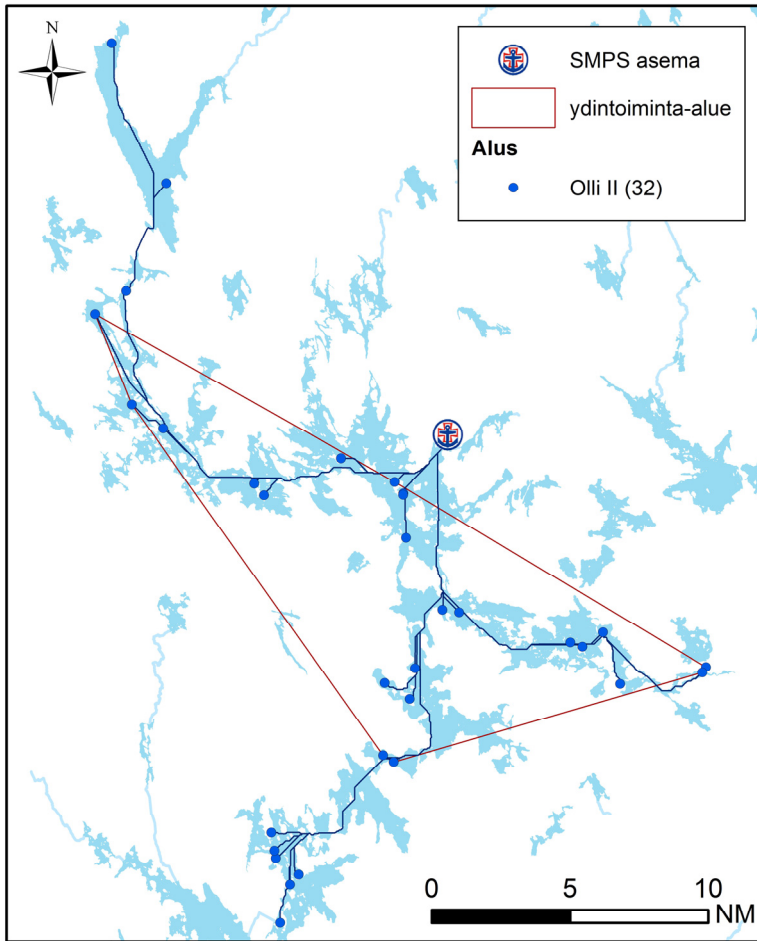 N
SMPS asema
ydintoiminta-alue
Alus
Olli II (32)
0 5 10
NM